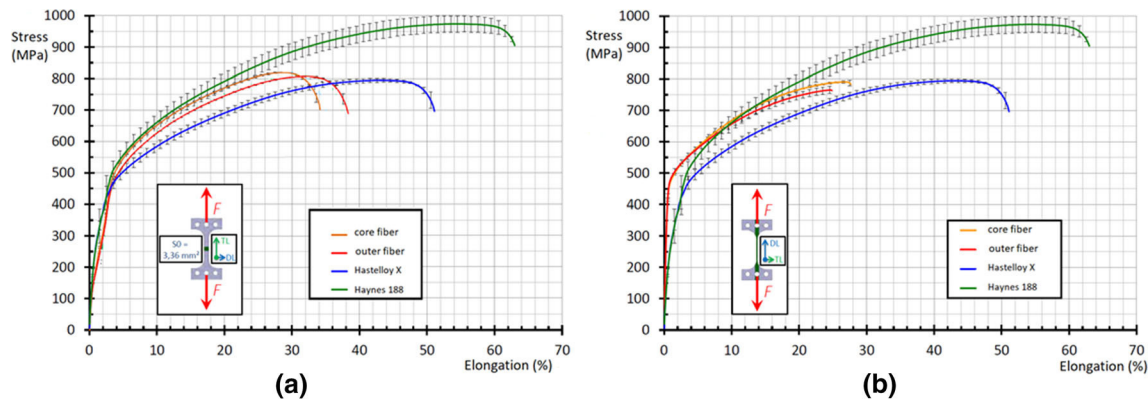 Stress
(MPa)
1000
900
800
700
600
500
400
300
200
100
0
0 10 20 30 40 50 60 70
Elongation (%)
F
S0 =
3,36 mm²
TL
DL
F
core fiber
outer fiber
Hastelloy X
Haynes 188
(a)
Stress
(MPa)
1000
900
800
700
600
500
400
300
200
100
0
0 10 20 30 40 50 60 70
Elongation (%)
F
DL
TL
F
core fiber
outer fiber
Hastelloy X
Haynes 188
(b)